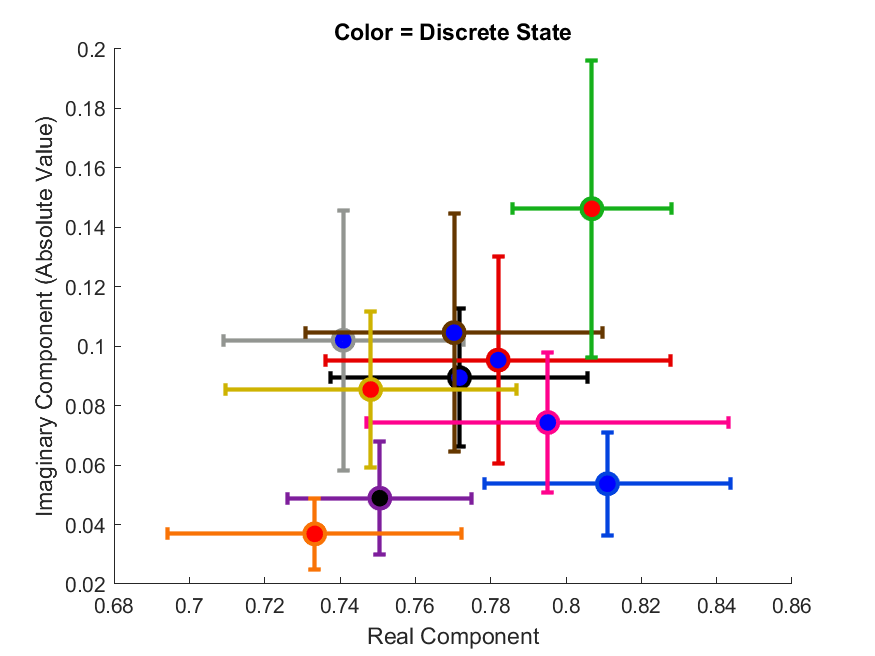 Color = Discrete State
Imaginary Component (Absolute Value)
0.2
0.18
0.16
0.14
0.12
0.1
0.08
0.06
0.04
0.02
0.68 0.7 0.72 0.74 0.76 0.78 0.8 0.82 0.84 0.86
Real Component